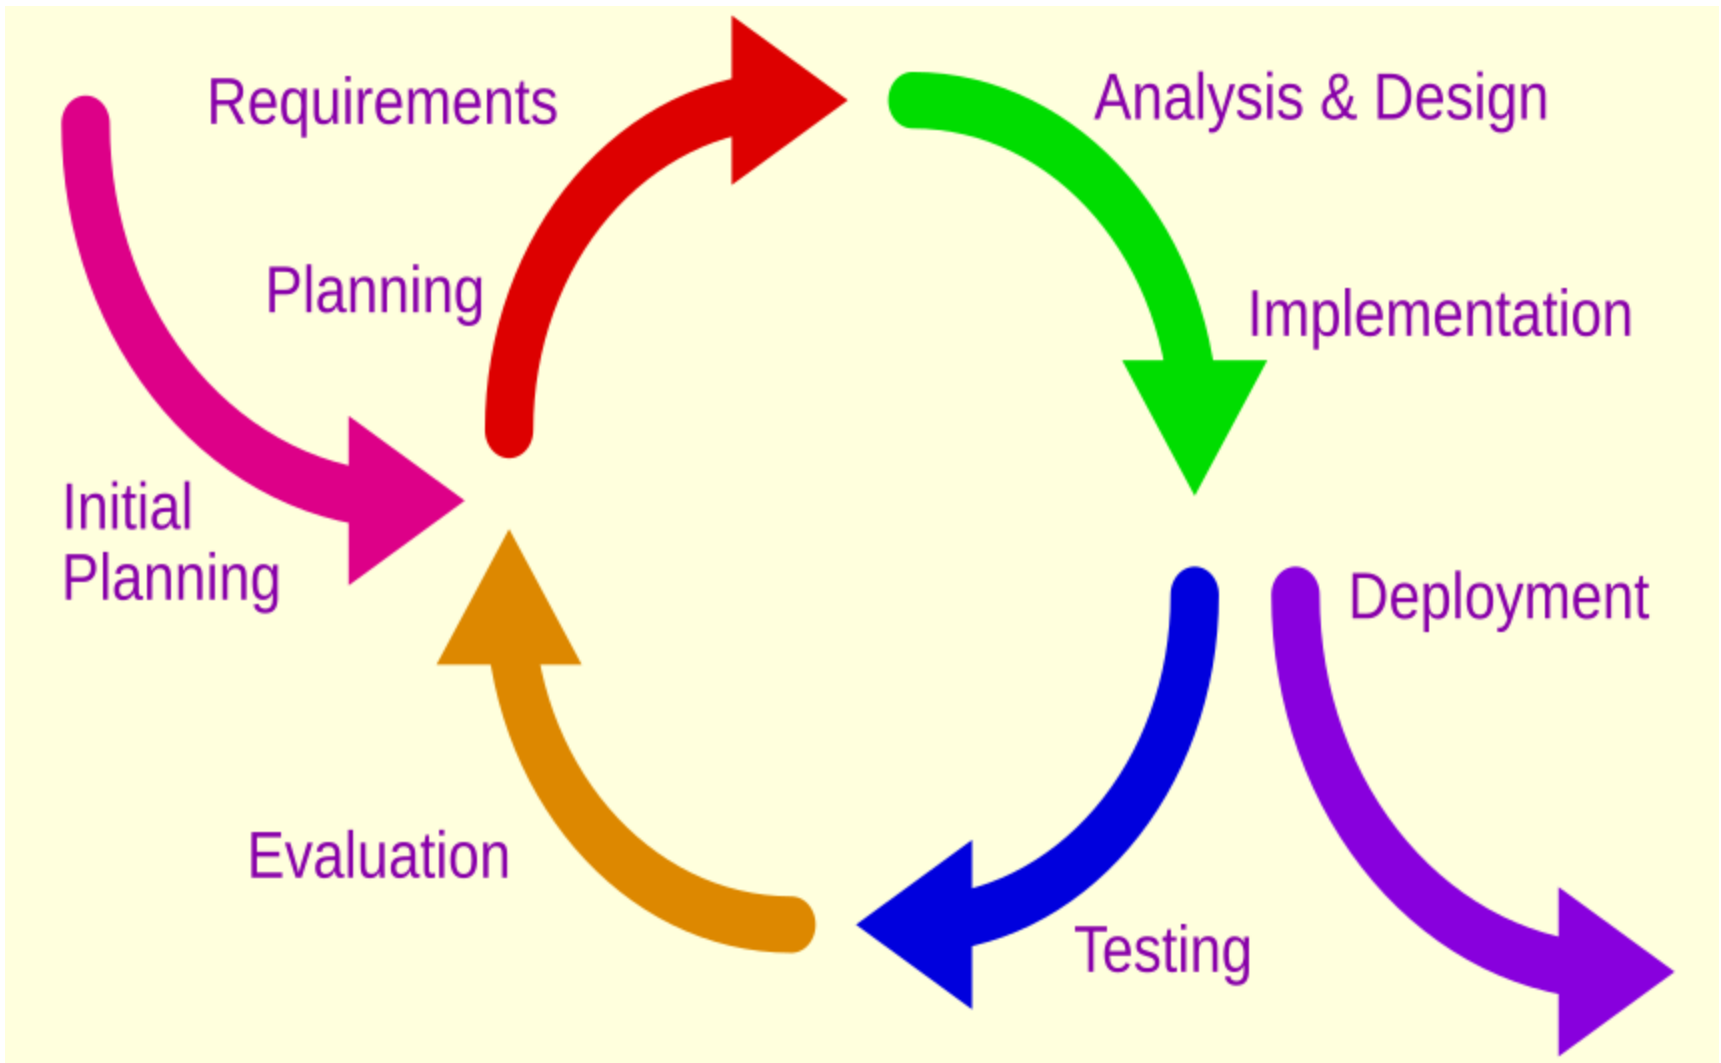 Requirements
Analysis & Design
Planning
Implementation
Initial
Planning
Deployment
Evaluation
Testing